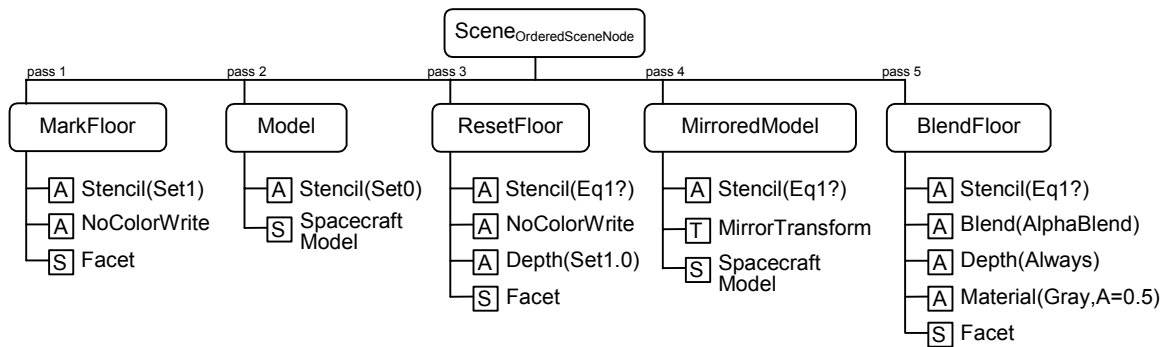 SceneOrderedSceneNode
pass 1
pass 2
pass 3
pass 4
pass 5
MarkFloor
Model
ResetFloor
MirroredModel
BlendFloor
A Stencil(Set1)
A NoColorWrite
S Facet
A Stencil(Set0)
S Spacecraft
Model
A Stencil(Eq1?)
A NoColorWrite
A Depth(Set1.0)
S Facet
A Stencil(Eq1?)
T MirrorTransform
S Spacecraft
Model
A Stencil(Eq1?)
A Blend(AlphaBlend)
A Depth(Always)
A Material(Gray,A=0.5)
S Facet